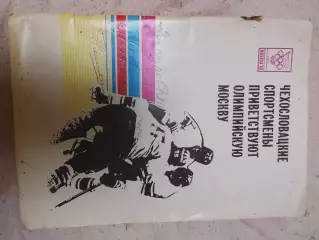 ЧЕХОСЛОВАЦКИЕ
СПОРТСМЕНЫ
ПРИВЕТСТВУЮТ
ОЛИМПИЙСКУЮ
МОСКВУ